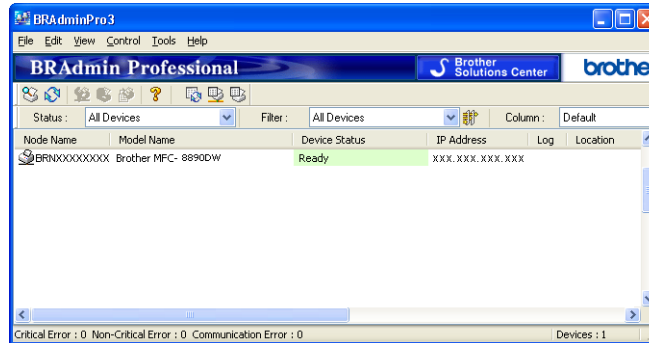 BRAdminPro3
File Edit View Control Tools Help
BRAdmin Professional Brother Solutions Center
?
Status : All Devices Filter : All Devices Column : Default
Node Name Model Name Device Status IP Address Log Location
BRNXXXXXXXX Brother MFC- 8890DW Ready XXX.XXX.XXX.XXX
Critical Error : 0 Non-Critical Error : 0 Communication Error : 0 Devices : 1